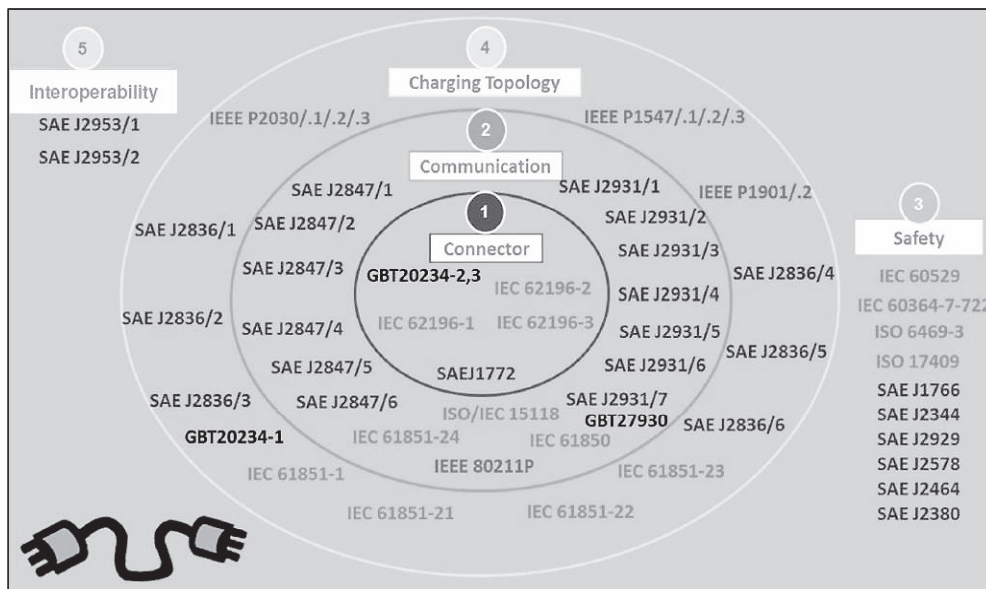 5
4
Interoperability
Charging Topology
SAE J2953/1
IEEE P2030/.1/.2/.3
IEEE P1547/.1/.2/.3
2
SAE J2953/2
Communication
SAE J2847/1
SAE J2931/1
IEEE P1901/.2
1
3
SAE J2836/1
SAE J2847/2
SAE J2931/2
Connector
Safety
SAE J2847/3
GBT20234-2,3
SAE J2931/3
SAE J2836/4
IEC 60529
IEC 62196-2
SAE J2931/4
IEC 60364-7-722
SAE J2836/2
SAE J2847/4
IEC 62196-1
IEC 62196-3
SAE J2931/5
ISO 6469-3
SAE J2836/5
SAE J2847/5
SAEJ1772
SAE J2931/6
ISO 17409
SAE J1766
SAE J2836/3
SAE J2847/6
ISO/IEC 15118
SAE J2931/7
GBT27930
SAE J2836/6
SAE J2344
GBT20234-1
IEC 61851-24
IEC 61850
SAE J2929
IEC 61851-1
IEEE 80211P
IEC 61851-23
SAE J2578
SAE J2464
IEC 61851-21
IEC 61851-22
SAE J2380